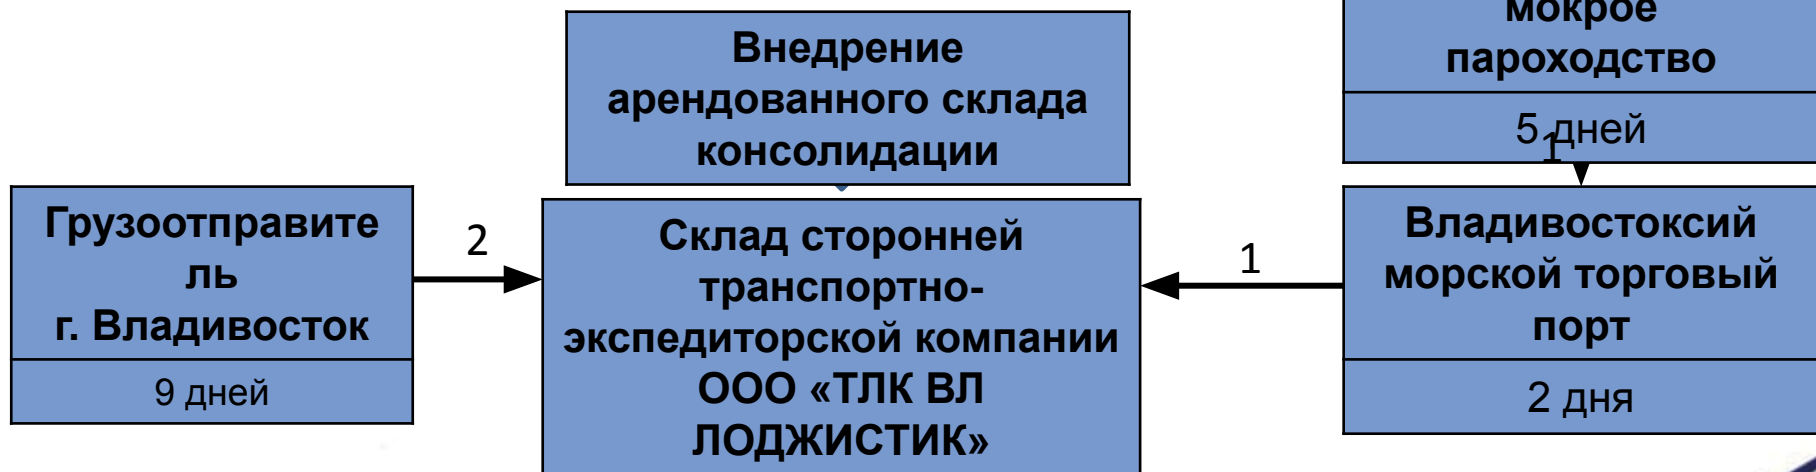 Внедрение
арендованного склада
консолидации
мокрое
пароходство
5 дней
1
Грузоотправите
ль
г. Владивосток
9 дней
2
Склад сторонней
транспортно-
экспедиторской компании
ООО «ТЛК ВЛ
ЛОДЖИСТИК»
1
Владивостоксий
морской торговый
порт
2 дня